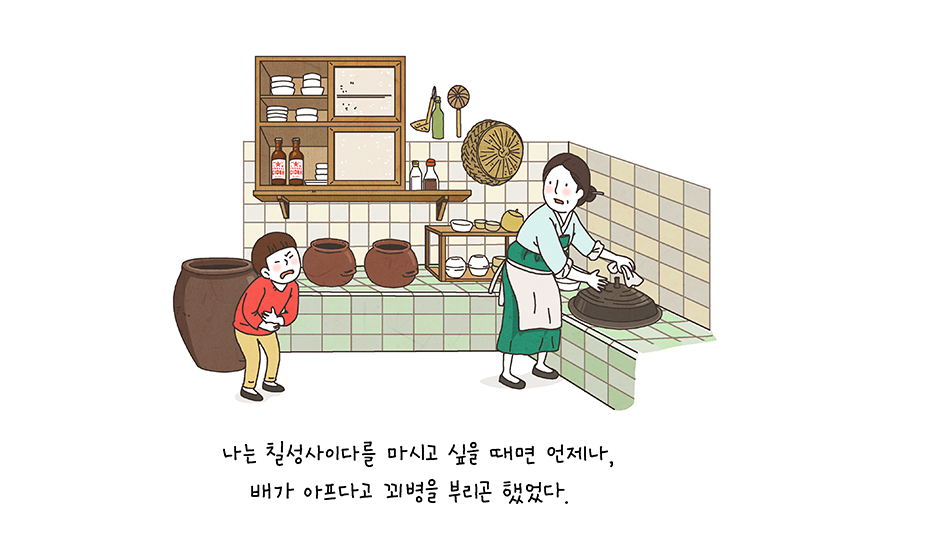 나는 칠성사이다를 마시고 싶을 때면 언제나,
배가 아프다고 꾀병을 부리곤 했었다.